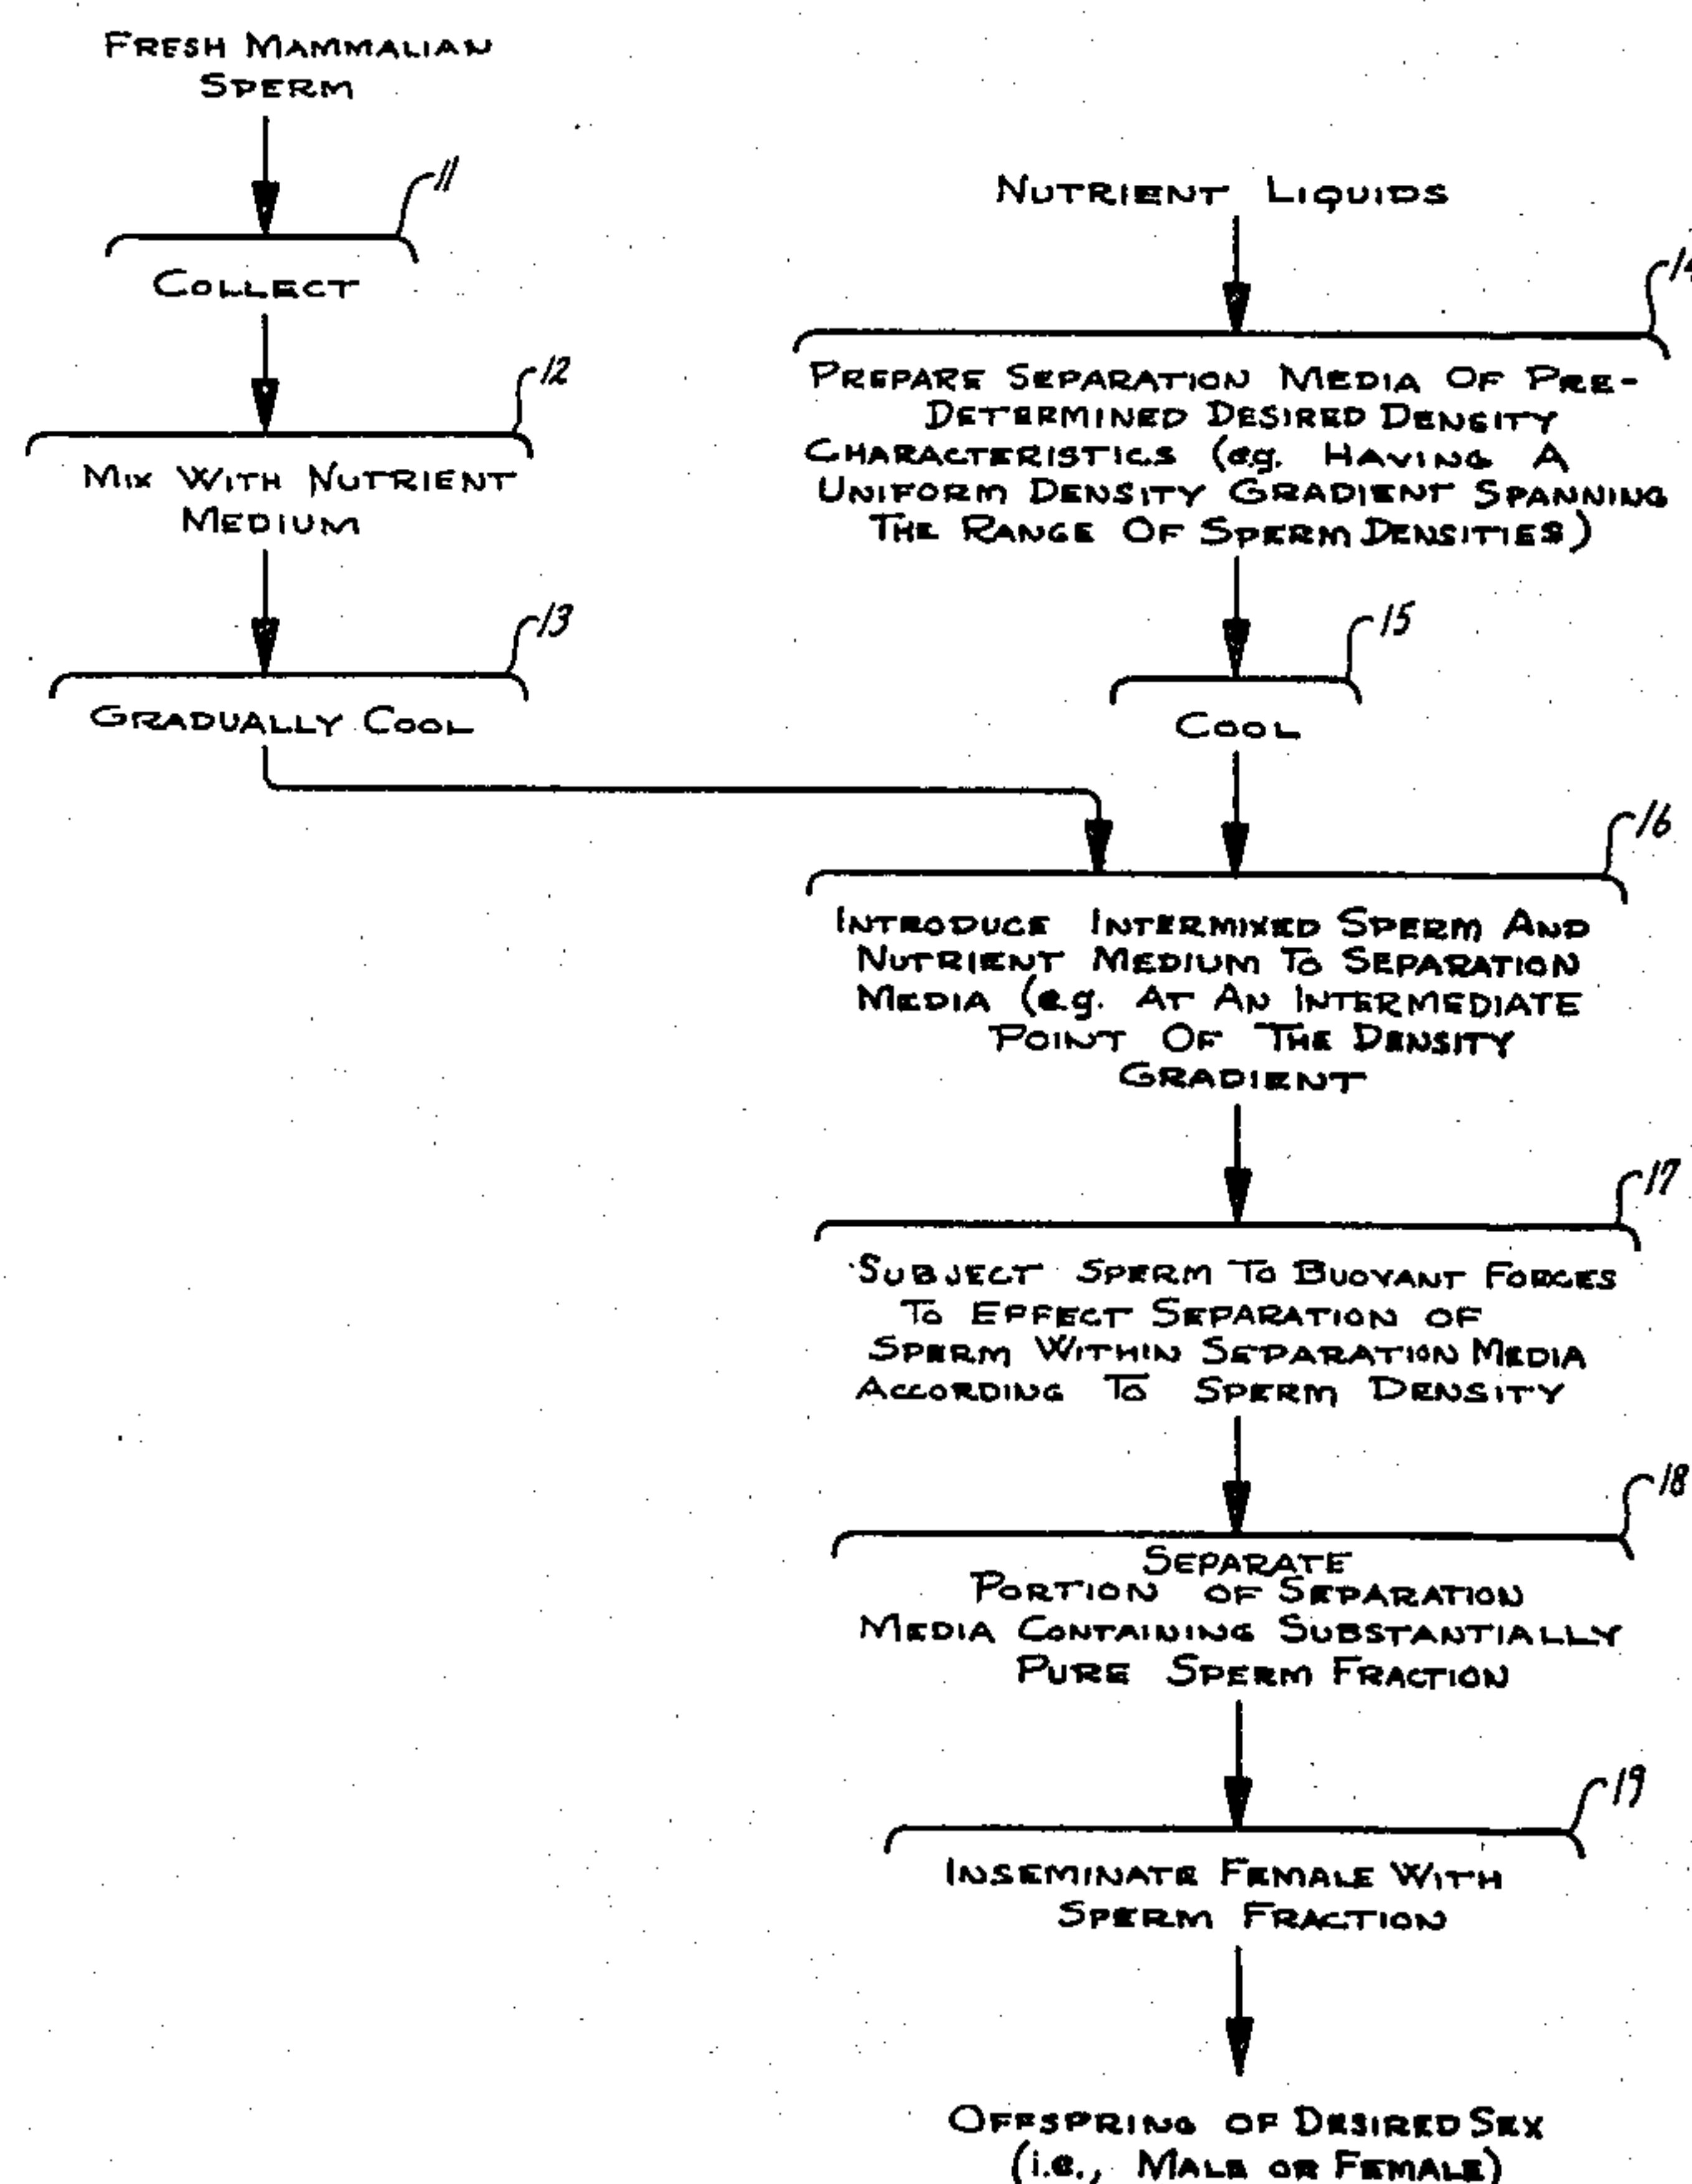 FRESH MAMMALIAN
SPERM
11
COLLECT
12
MIX WITH NUTRIENT
MEDIUM
13
GRADUALLY COOL
NUTRIENT LIQUIDS
14
PREPARE SEPARATION MEDIA OF PRE-
DETERMINED DESIRED DENSITY
CHARACTERISTICS (e.g. HAVING A
UNIFORM DENSITY GRADIENT SPANNING
THE RANGE OF SPERM DENSITIES)
15
COOL
16
INTRODUCE INTERMIXED SPERM AND
NUTRIENT MEDIUM TO SEPARATION
MEDIA (e.g. AT AN INTERMEDIATE
POINT OF THE DENSITY
GRADIENT
17
SUBJECT SPERM TO BUOYANT FORCES
TO EFFECT SEPARATION OF
SPERM WITHIN SEPARATION MEDIA
ACCORDING TO SPERM DENSITY
18
SEPARATE
PORTION OF SEPARATION
MEDIA CONTAINING SUBSTANTIALLY
PURE SPERM FRACTION
19
INSEMINATE FEMALE WITH
SPERM FRACTION
OFFSPRING OF DESIRED SEX
(i.e., MALE OR FEMALE)